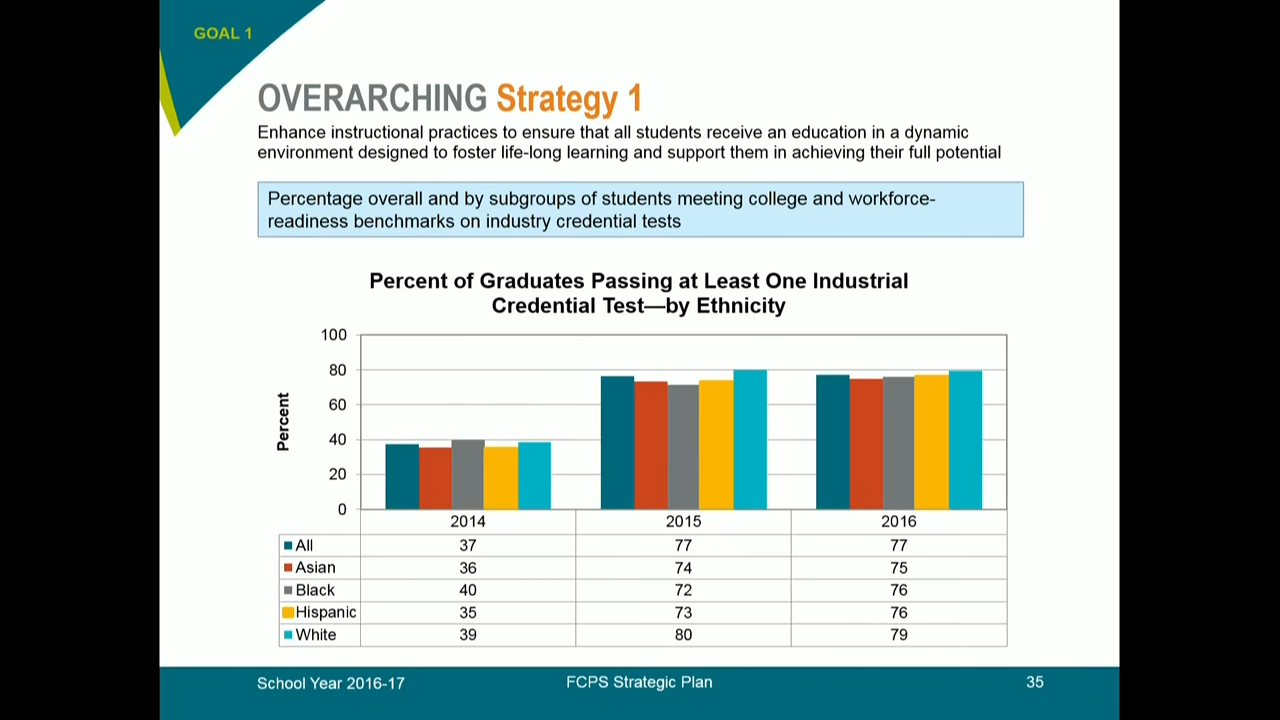 GOAL 1
OVERARCHING Strategy 1
Enhance instructional practices to ensure that all students receive an education in a dynamic
environment designed to foster life-long learning and support them in achieving their full potential
Percentage overall and by subgroups of students meeting college and workforce-
readiness benchmarks on industry credential tests
Percent of Graduates Passing at Least One Industrial
Credential Test—by Ethnicity
Percent
100
80
60
40
20
0
2014 2015 2016
All 37 77 77
Asian 36 74 75
Black 40 72 76
Hispanic 35 73 76
White 39 80 79
School Year 2016-17 FCPS Strategic Plan 35